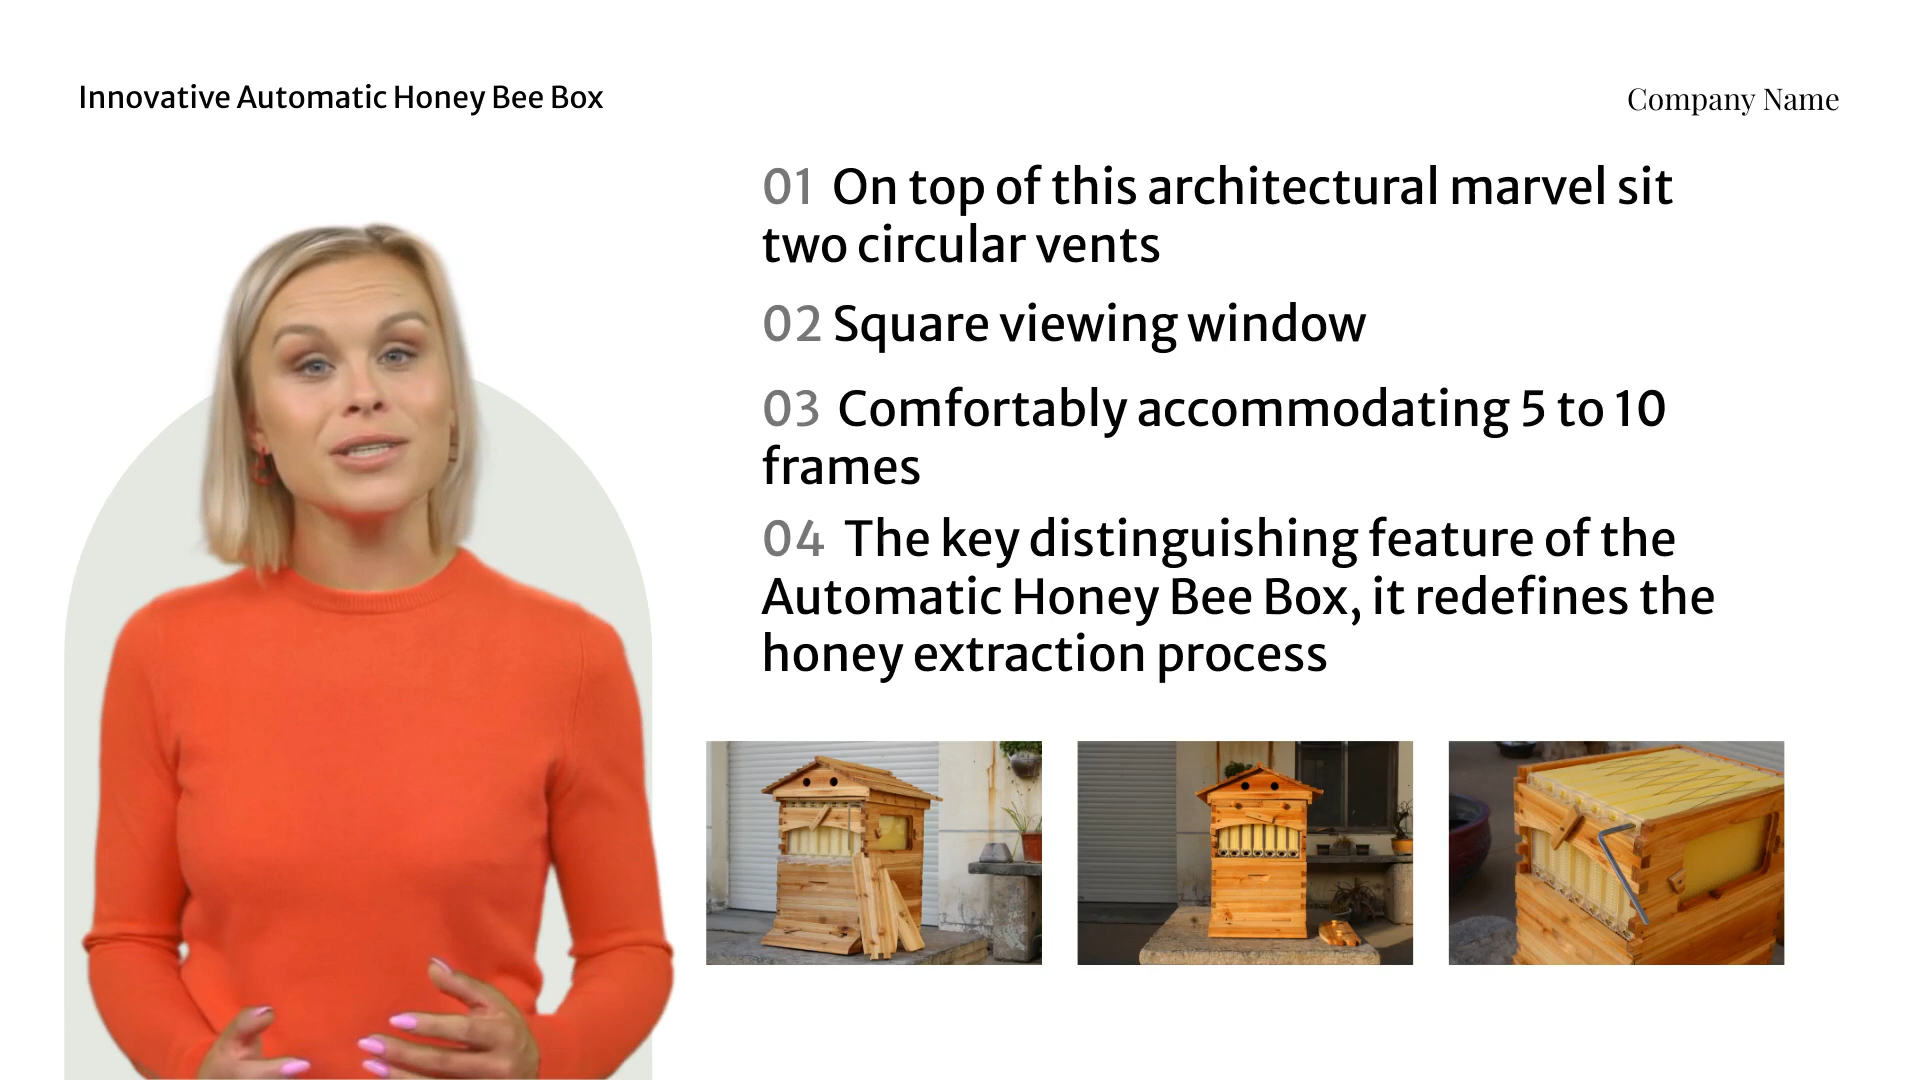 Innovative Automatic Honey Bee Box
Company Name
01 On top of this architectural marvel sit
two circular vents
02 Square viewing window
03 Comfortably accommodating 5 to 10
frames
04 The key distinguishing feature of the
Automatic Honey Bee Box, it redefines the
honey extraction process